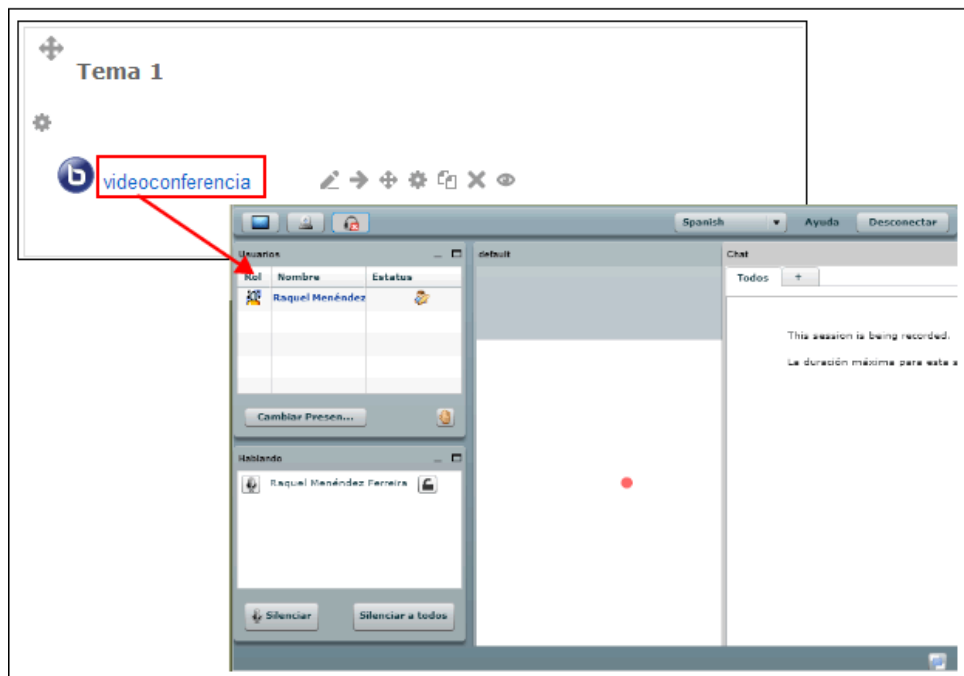 Tema 1
b videoconferencia
Spanish Ayuda Desconectar
Usuarios default Chat
Rol Nombre Estatus Todos +
Raquel Menéndez
This session is being recorded.
La duración máxima para este s
Cambiar Presen...
Hablando
Raquel Menéndez Ferreira
Silenciar Silenciar a todos